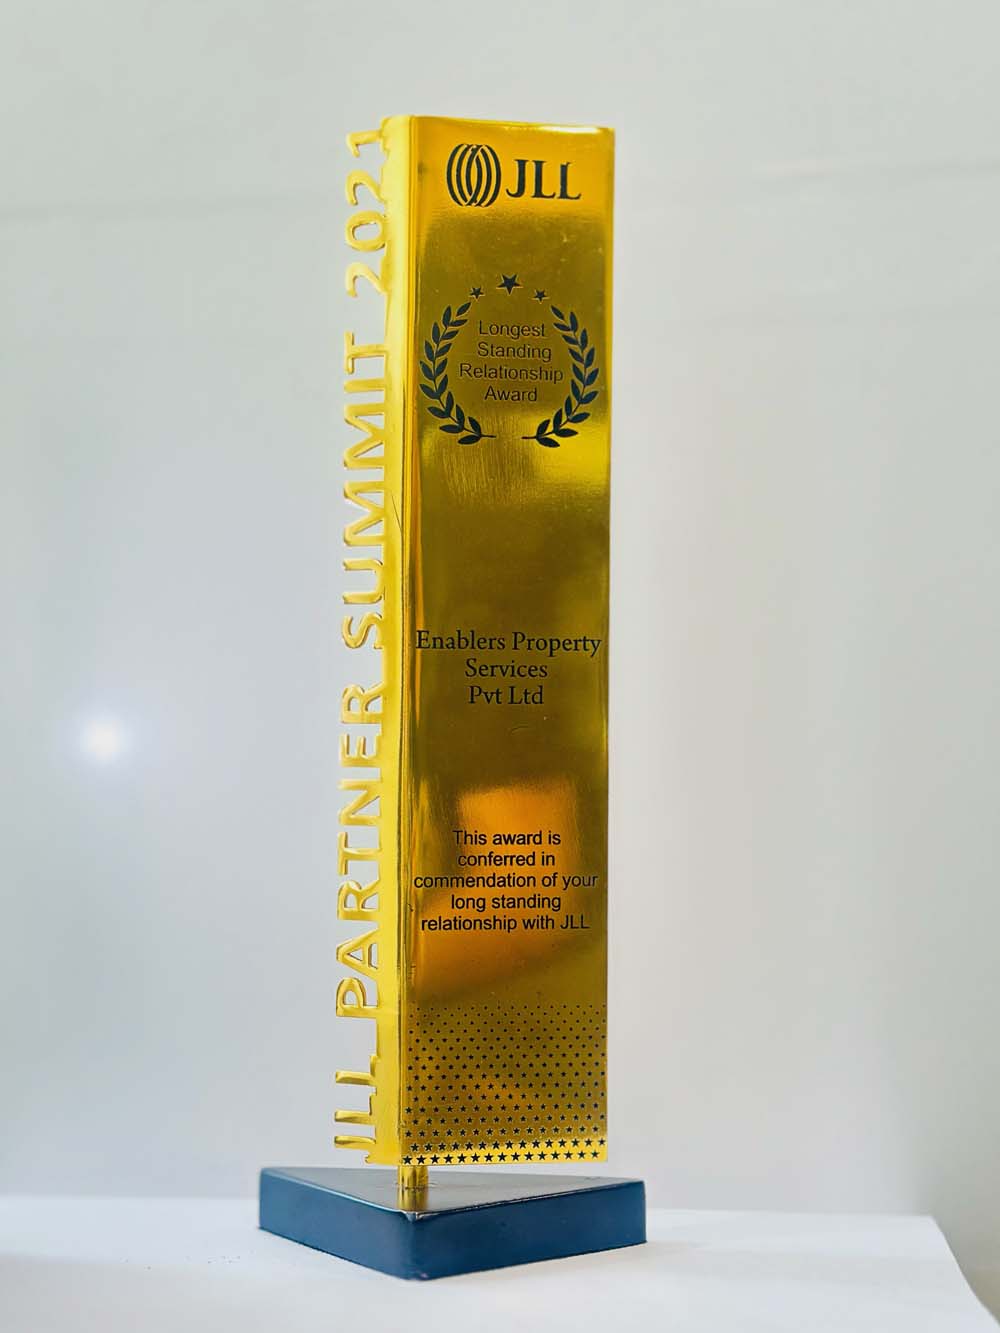 JLL PARTNER SUMMIT 2021
JLL
Longest
Standing
Relationship
Award
Enablers Property
Services
Pvt Ltd
This award is
conferred in
commendation of your
long standing
relationship with JLL